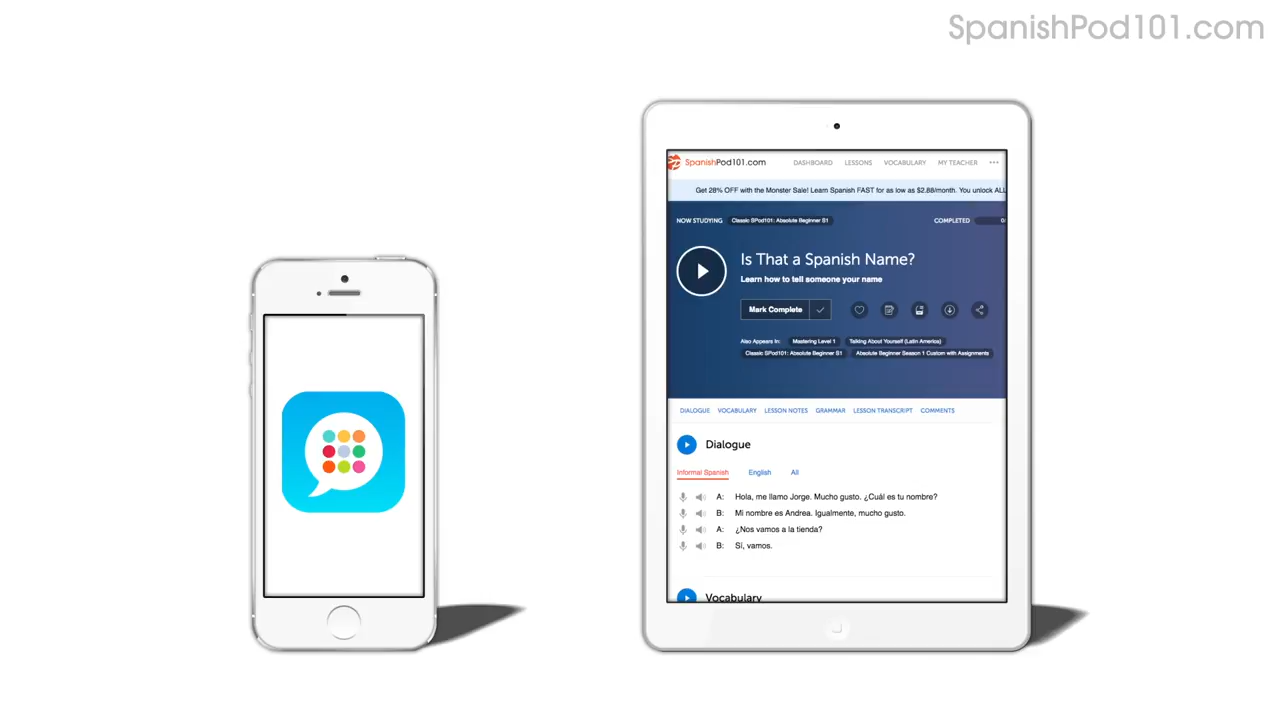 SpanishPod101.com
SpanishPod101.com DASHBOARD LESSONS VOCABULARY MY TEACHER
Get 28% OFF with the Monster Sale! Learn Spanish FAST for as low as $2.88/month. You unlock ALL
NOW STUDYING Classic SPod101: Absolute Beginner S1 COMPLETED
Is That a Spanish Name?
Learn how to tell someone your name
Mark Complete
Also Appears In: Mastering Level 1 Talking About Yourself (Latin America)
Classic SPod101: Absolute Beginner S1 Absolute Beginner Season 1 Custom with Assignments
DIALOGUE VOCABULARY LESSON NOTES GRAMMAR LESSON TRANSCRIPT COMMENTS
Dialogue
Informal Spanish English All
A: Hola, me llamo Jorge. Mucho gusto. ¿Cuál es tu nombre?
B: Mi nombre es Andrea. Igualmente, mucho gusto.
A: ¿Nos vamos a la tienda?
B: Sí, vamos.
Vocabulary